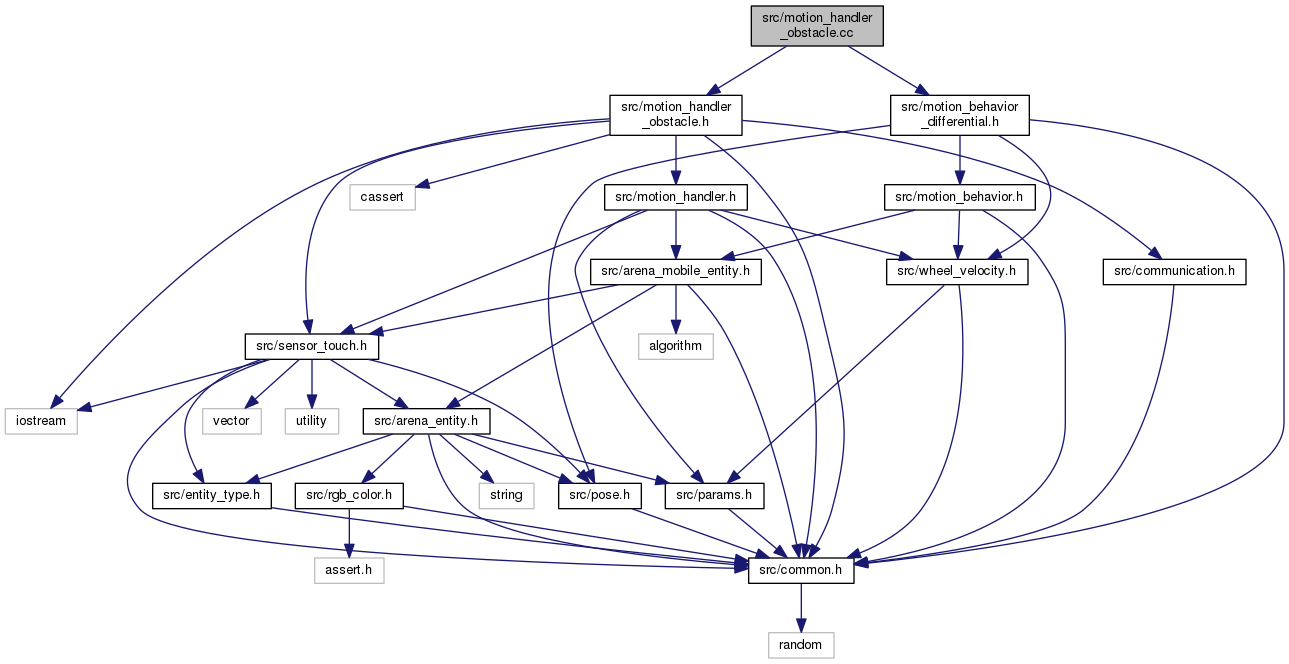 src/motion_handler
_obstacle.cc
src/motion_handler
_obstacle.h
src/motion_behavior
_differential.h
cassert
src/motion_handler.h
src/motion_behavior.h
src/arena_mobile_entity.h
src/wheel_velocity.h
src/communication.h
src/sensor_touch.h
algorithm
iostream
vector
utility
src/arena_entity.h
src/entity_type.h
src/rgb_color.h
string
src/pose.h
src/params.h
assert.h
src/common.h
random